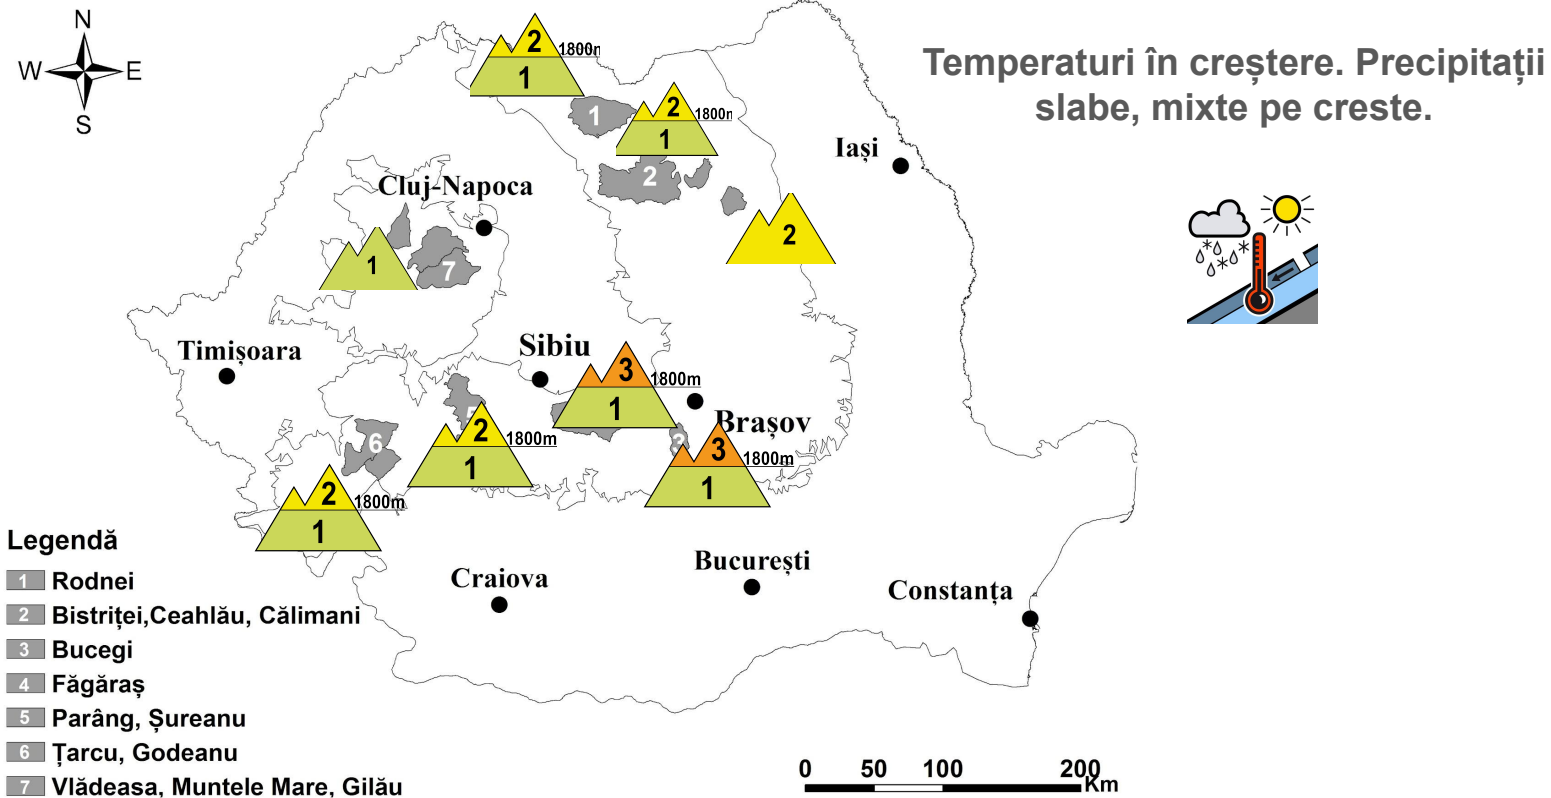 N
W
E
S
Temperaturi în creștere. Precipitații
slabe, mixte pe creste.
2
1800m
1
1
2
1800m
1
2
Iași
Cluj-Napoca
2
1
7
Timișoara
Sibiu
3
1800m
1
Brașov
5
2
1800m
1
3
3
1800m
1
6
2
1800m
1
Craiova
București
Constanța
Legendă
1 Rodnei
2 Bistriței,Ceahlău, Călimani
3 Bucegi
4 Făgăraș
5 Parâng, Șureanu
6 Țarcu, Godeanu
7 Vlădeasa, Muntele Mare, Gilău
0 50 100 200
Km